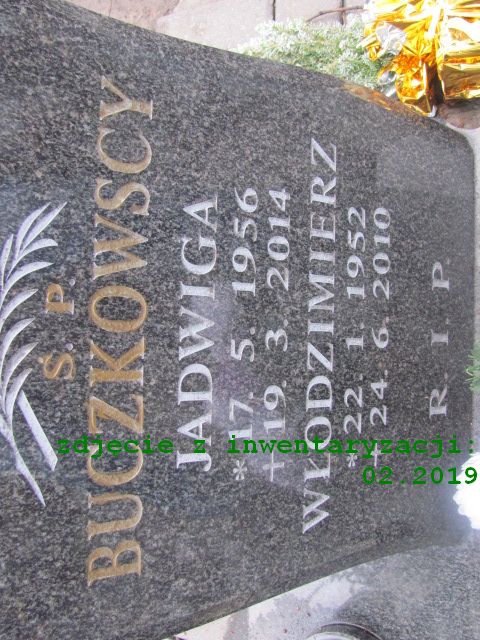 Ś. P.
BUCZKOWSCY
JADWIGA
* 17. 5. 1956
† 19. 3. 2014
WŁODZIMIERZ
* 22. 1. 1952
24. 6. 2010
R. I P.
zdjęcie z inwentaryzacji:
02.2019